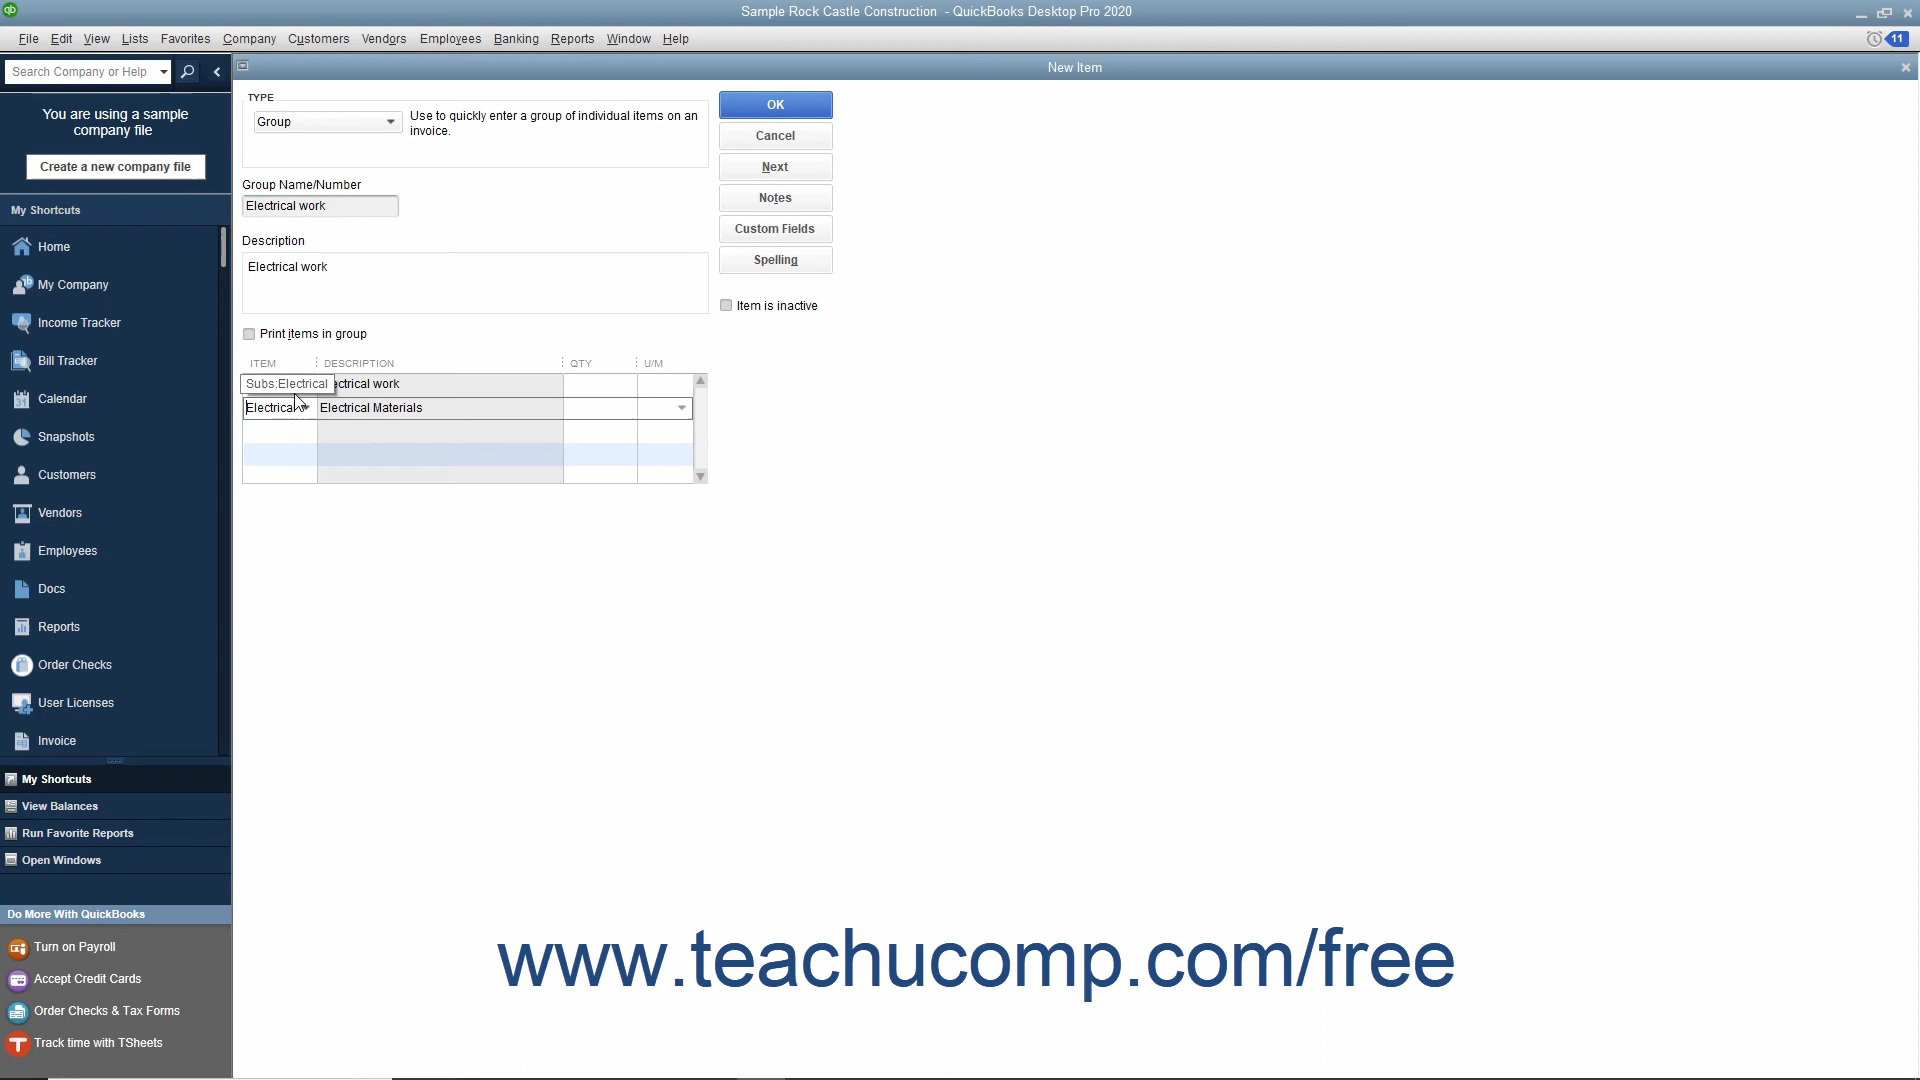 Sample Rock Castle Construction - QuickBooks Desktop Pro 2020
File Edit View Lists Favorites Company Customers Vendors Employees Banking Reports Window Help
11
Search Company or Help
New Item
You are using a sample
company file
Create a new company file
My Shortcuts
Home
My Company
Income Tracker
Bill Tracker
Calendar
Snapshots
Customers
Vendors
Employees
Docs
Reports
Order Checks
User Licenses
Invoice
My Shortcuts
View Balances
Run Favorite Reports
Open Windows
Do More With QuickBooks
Turn on Payroll
Accept Credit Cards
Order Checks & Tax Forms
Track time with TSheets
TYPE
Group
Use to quickly enter a group of individual items on an
invoice.
Group Name/Number
Electrical work
Description
Electrical work
Print items in group
ITEM DESCRIPTION QTY U/M
Subs:Electrical ectrical work
Electrical Electrical Materials
OK
Cancel
Next
Notes
Custom Fields
Spelling
Item is inactive
www.teachucomp.com/free